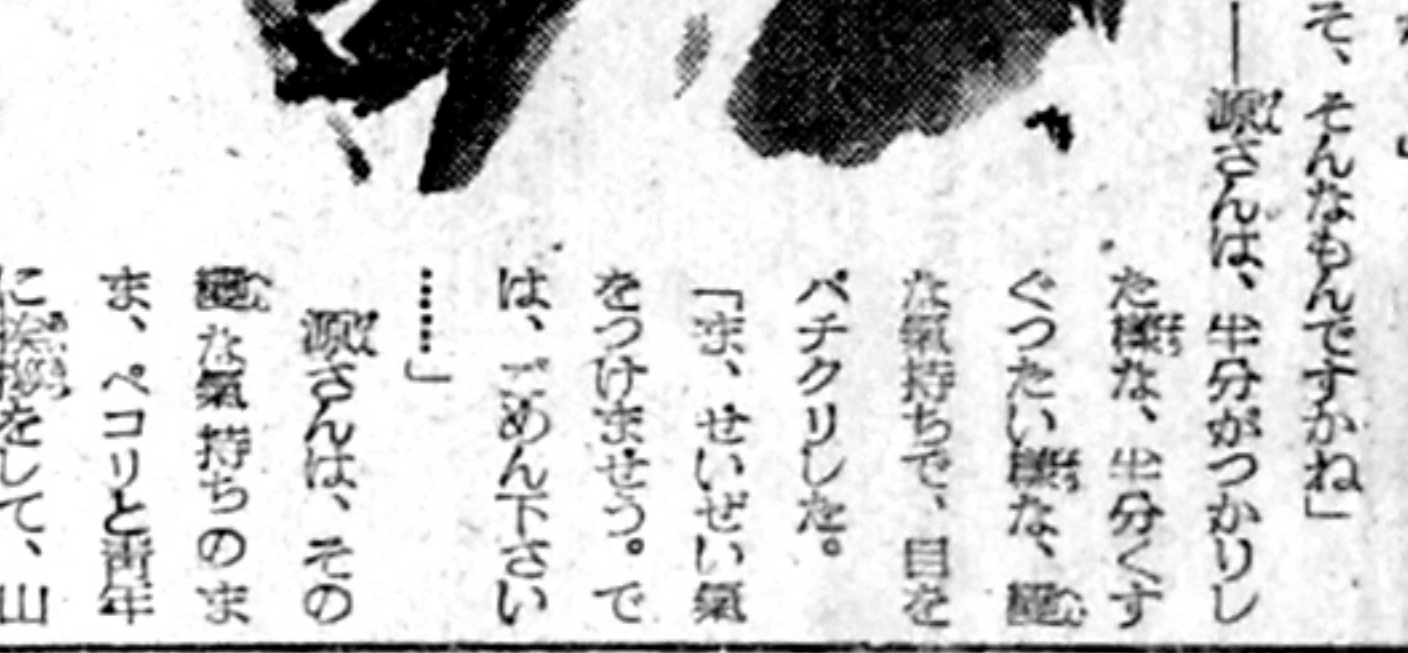 そ、そんなもんですかね」
―源さんは、半分がつかりし
た樣な、半分くす
ぐつたい樣な、變
な氣持ちで、目を
パチクリした。
「ま、せいぜい氣
をつけませう。で
は、ごめん下さい
……」
源さんは、その
變な氣持ちのま
ま、ペコリと靑年
に挨拶をして、山